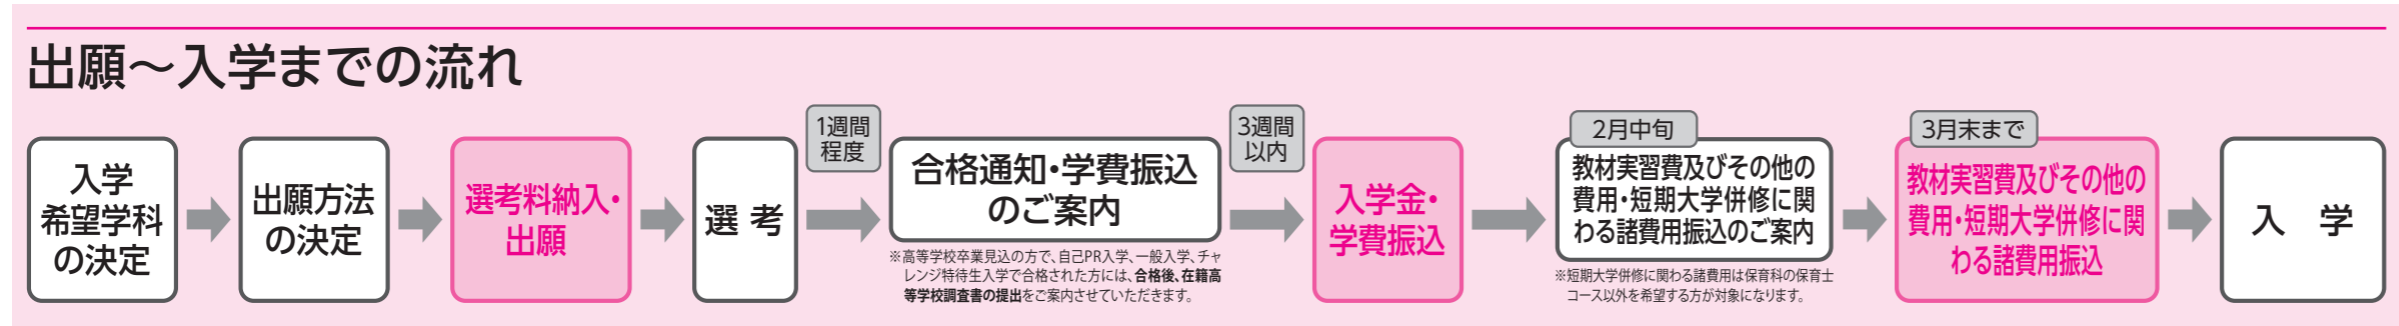 出願～入学までの流れ
入学
希望学科
の決定
出願方法
の決定
選考料納入・
出願
選 考
1週間
程度
合格通知・学費振込
のご案内
※高等学校卒業見込の方で、自己PR入学、一般入学、チャ
レンジ特待生入学で合格された方には、合格後、在籍高
等学校調査書の提出をご案内させていただきます。
3週間
以内
入学金・
学費振込
2月中旬
教材実習費及びその他の
費用・短期大学併修に関
わる諸費用振込のご案内
※短期大学併修に関わる諸費用は保育科の保育士
コース以外を希望する方が対象になります。
3月末まで
教材実習費及びその他の
費用・短期大学併修に関
わる諸費用振込
入 学